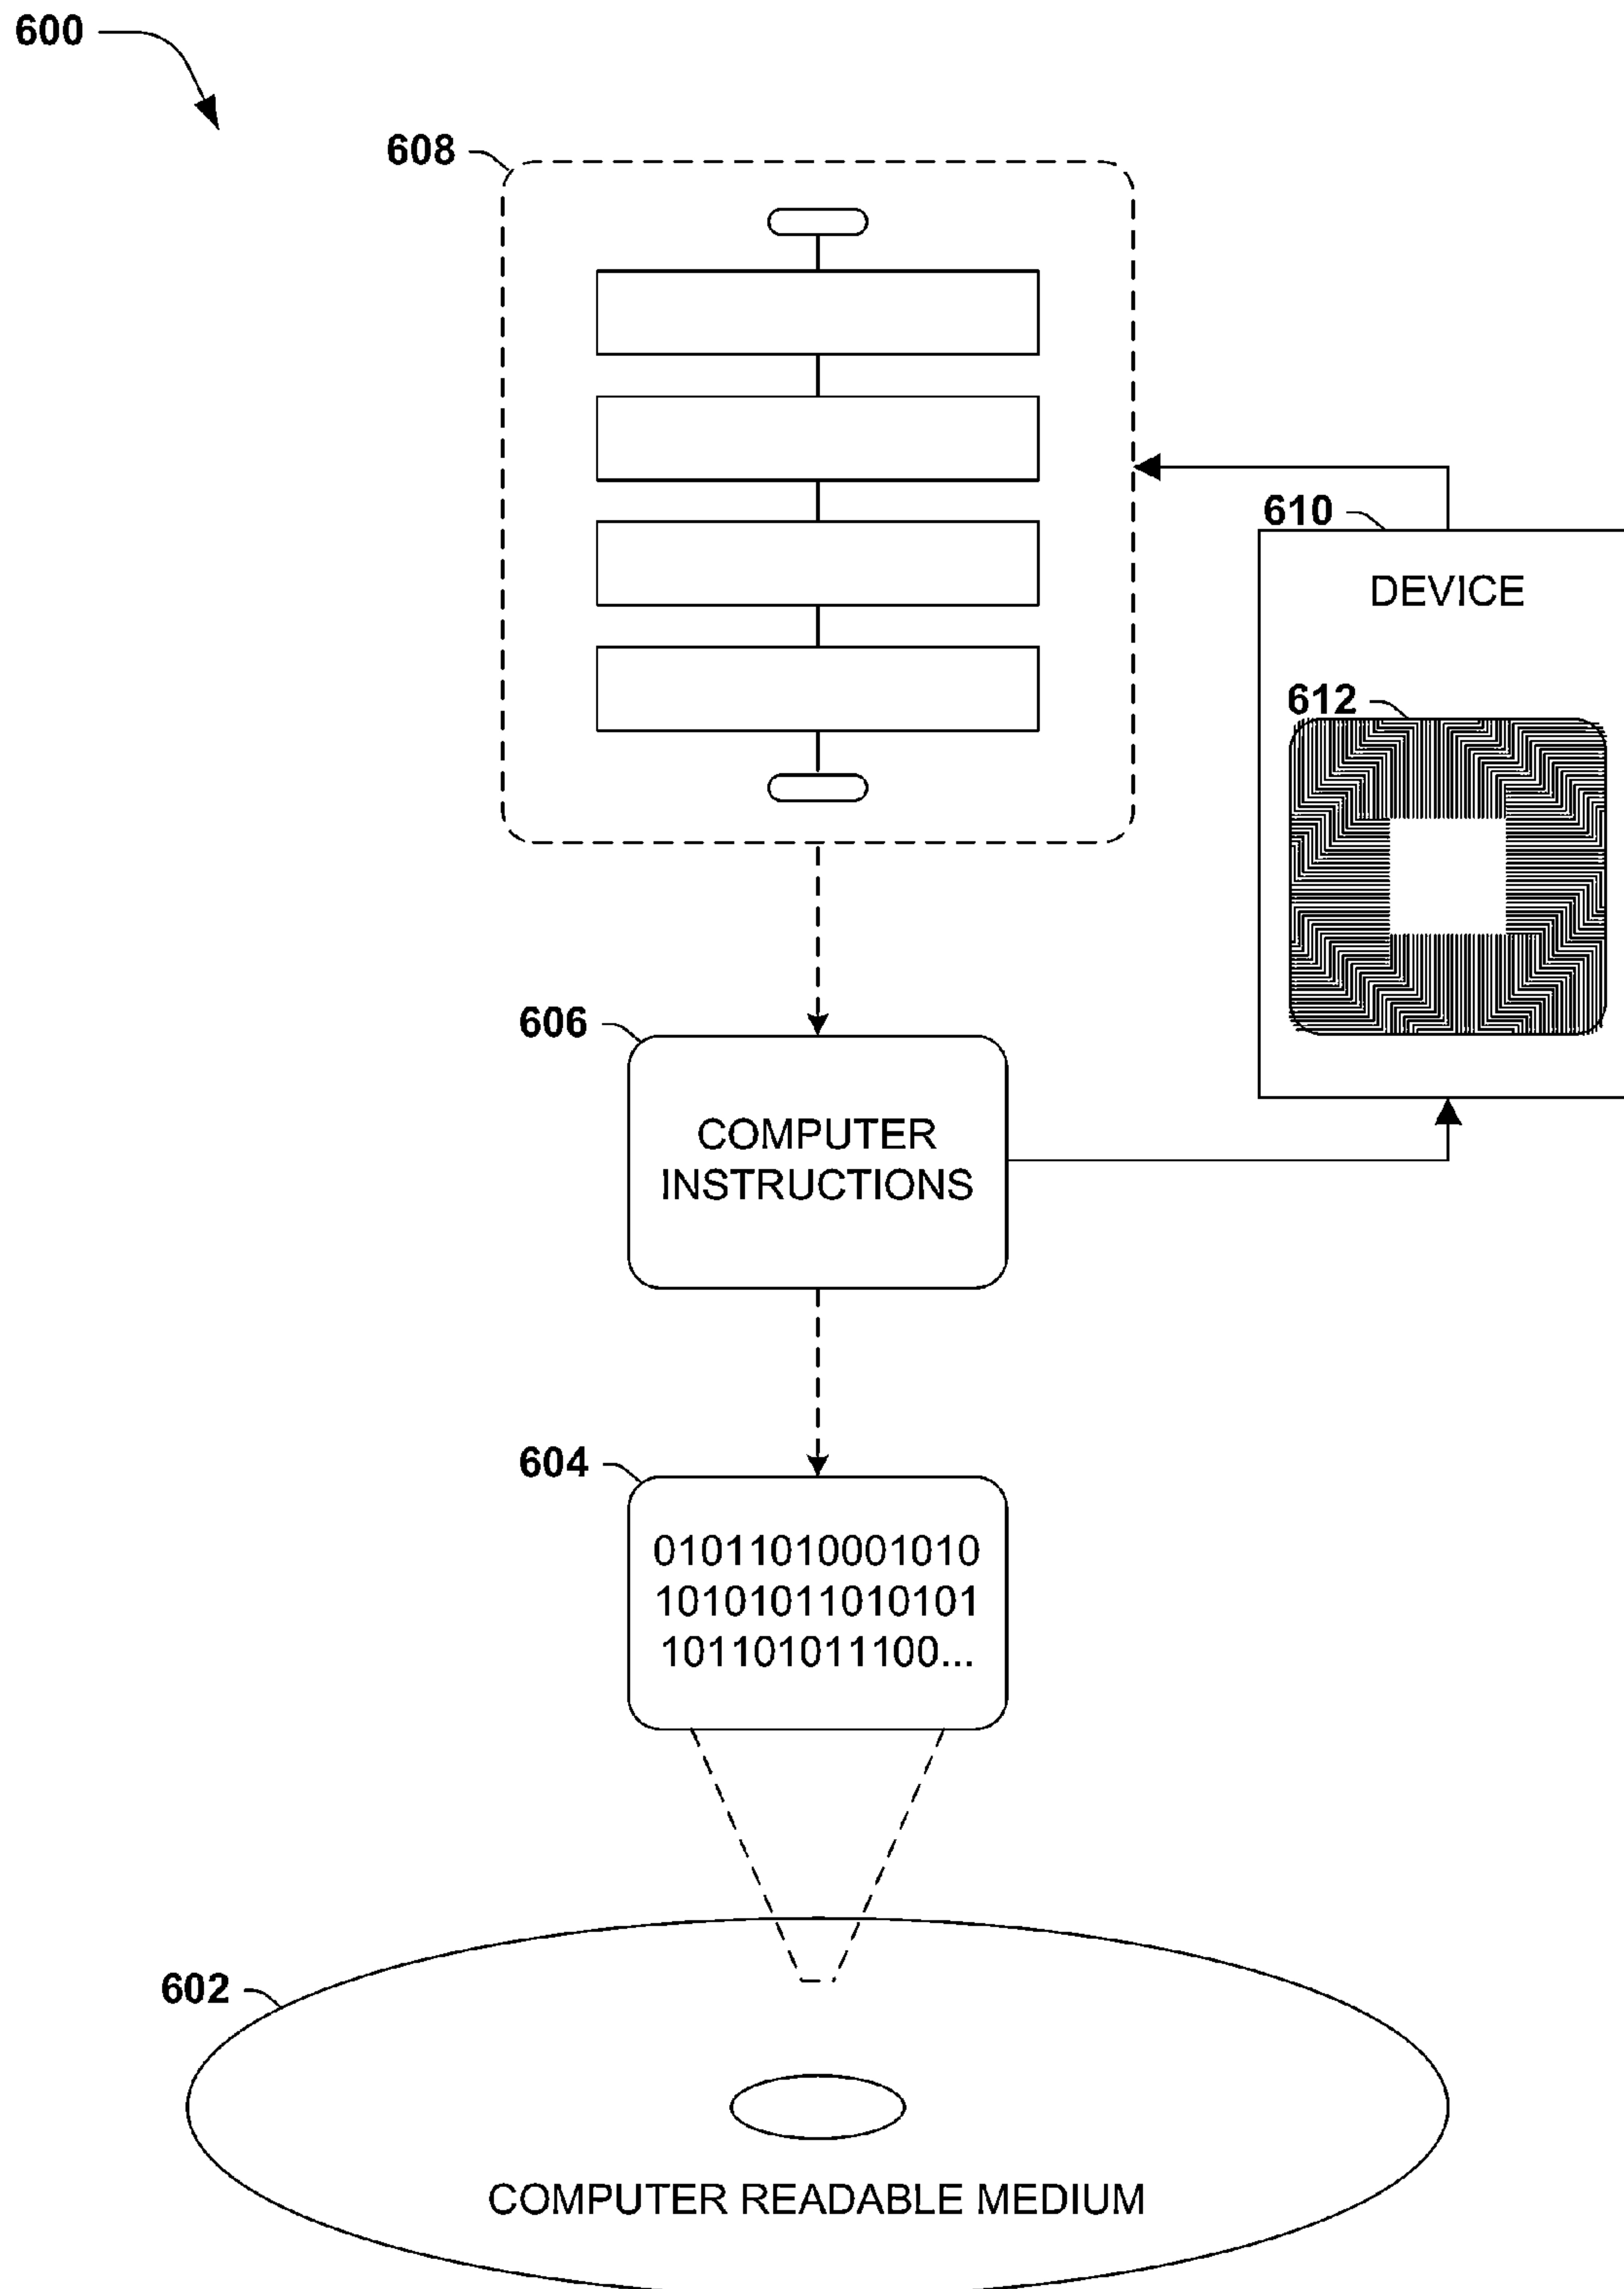 600
608
610
DEVICE
612
606
COMPUTER
INSTRUCTIONS
604
01011010001010
10101011010101
101101011100...
602
COMPUTER READABLE MEDIUM